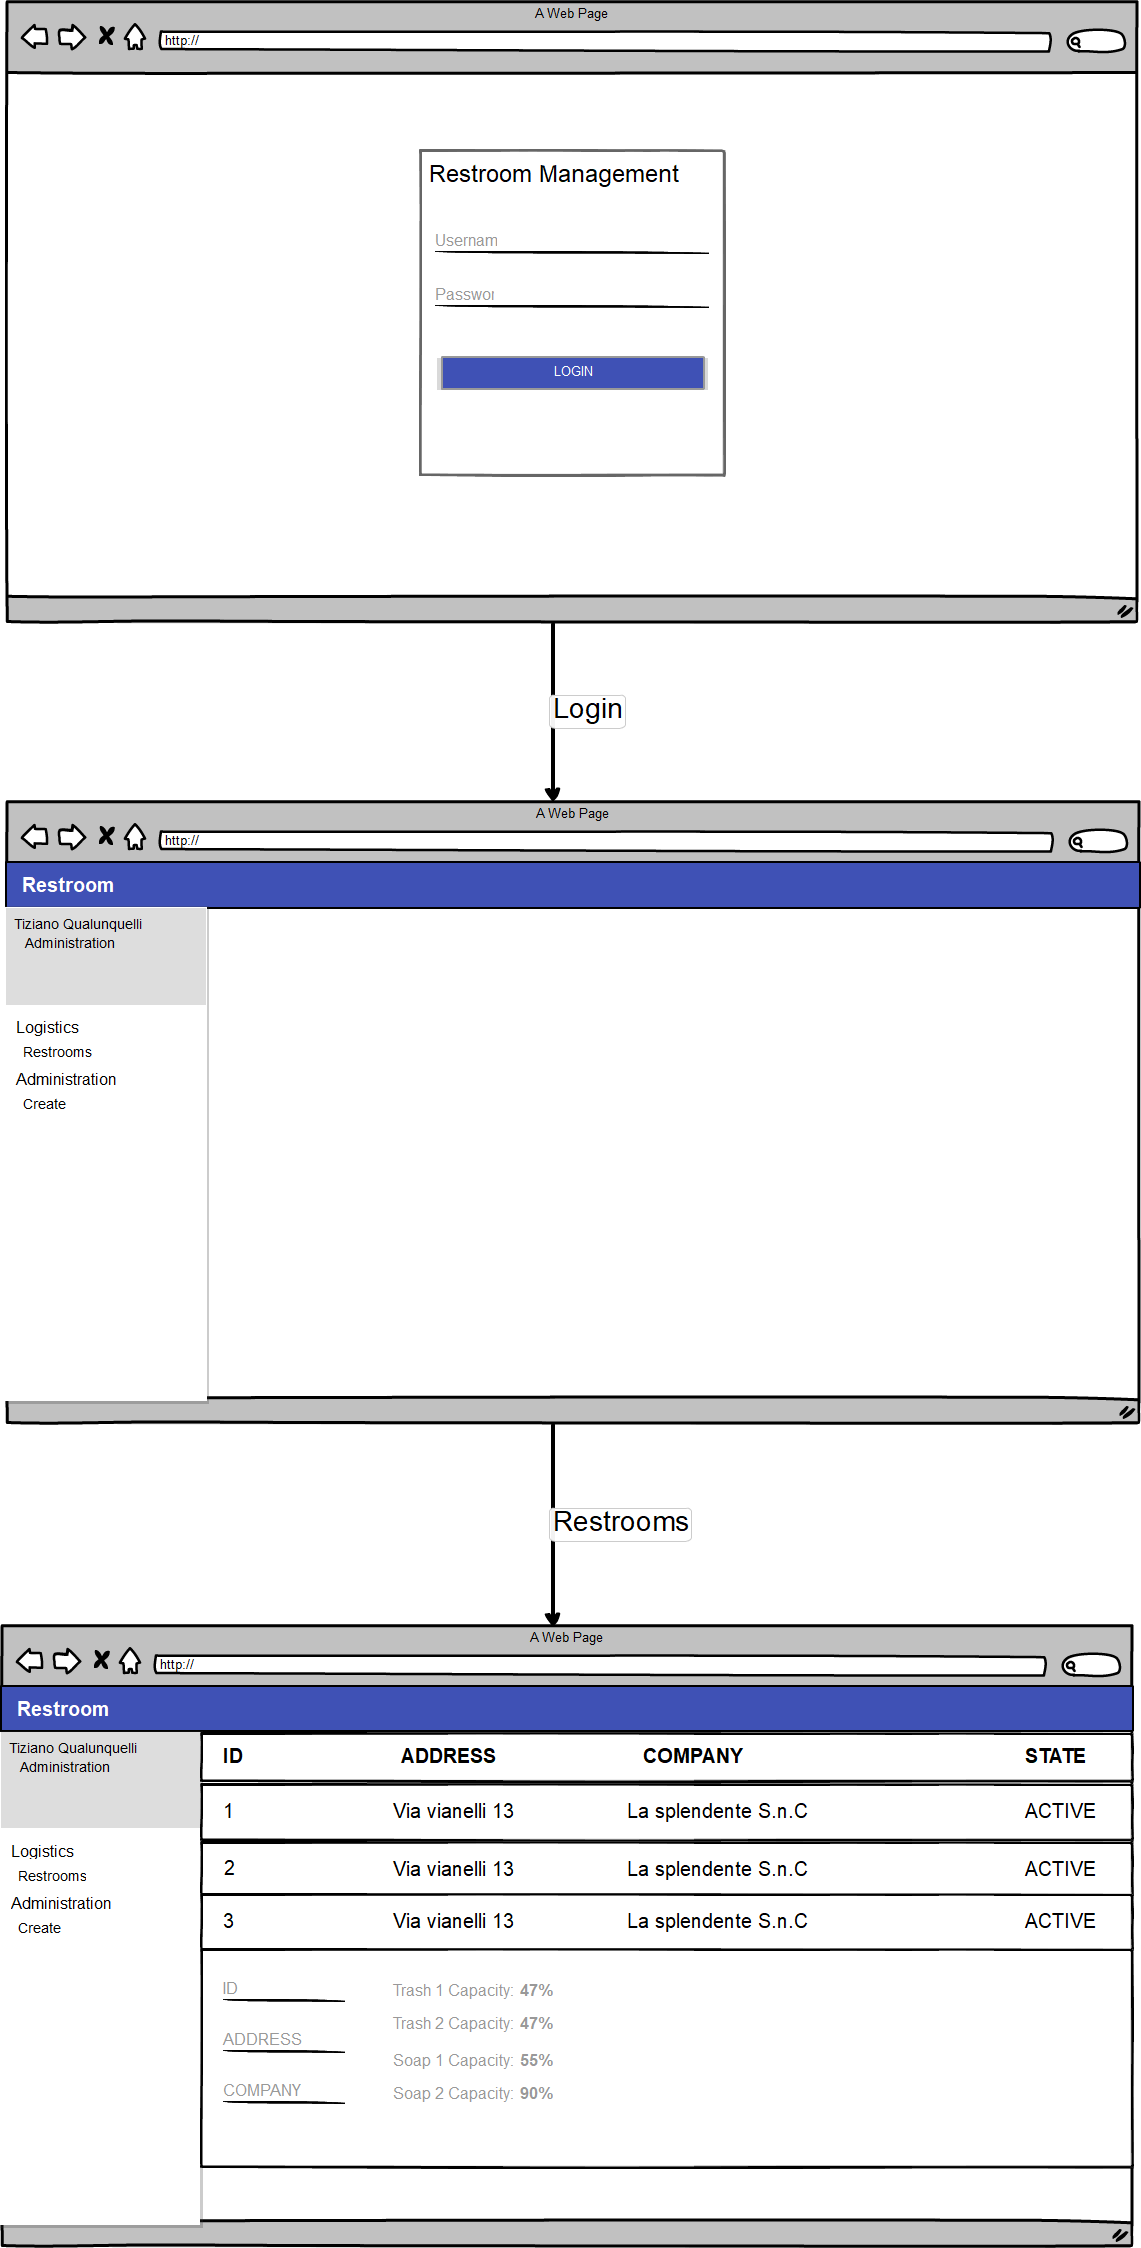 A Web Page
http://
Restroom Management
Usernam
Passwor
LOGIN
Login
A Web Page
http://
Restroom
Tiziano Qualunquelli
Administration
Logistics
Restrooms
Administration
Create
Restrooms
A Web Page
http://
Restroom
Tiziano Qualunquelli
Administration
Logistics
Restrooms
Administration
Create
ID ADDRESS COMPANY STATE
1 Via vianelli 13 La splendente S.n.C ACTIVE
2 Via vianelli 13 La splendente S.n.C ACTIVE
3 Via vianelli 13 La splendente S.n.C ACTIVE
ID
ADDRESS
COMPANY
Trash 1 Capacity: 47%
Trash 2 Capacity: 47%
Soap 1 Capacity: 55%
Soap 2 Capacity: 90%